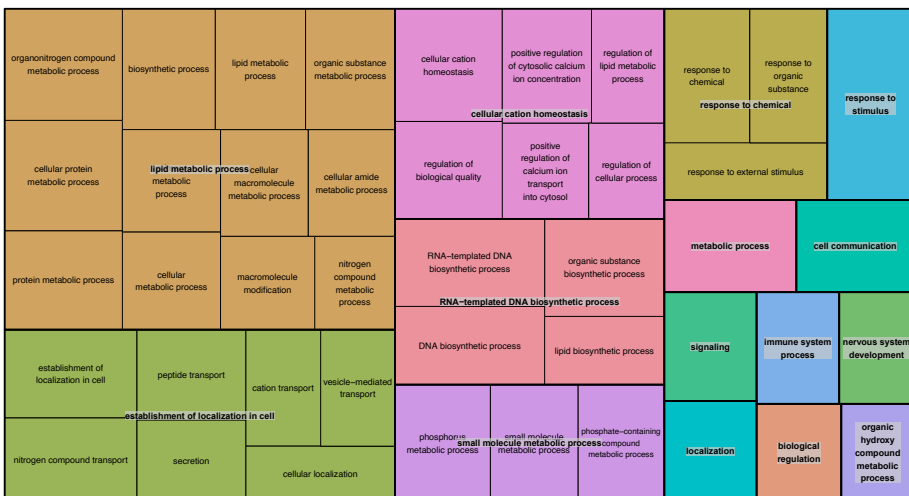 organonitrogen compound
metabolic process
biosynthetic process
lipid metabolic
process
organic substance
metabolic process
cellular protein
metabolic process
lipid metabolic process
metabolic
process
cellular
macromolecule
metabolic process
cellular amide
metabolic process
protein metabolic process
cellular
metabolic process
macromolecule
modification
nitrogen
compound
metabolic
process
establishment of
localization in cell
peptide transport
cation transport
vesicle−mediated
transport
establishment of localization in cell
nitrogen compound transport
secretion
cellular localization
cellular cation
homeostasis
positive regulation
of cytosolic calcium
ion concentration
regulation of
lipid metabolic
process
cellular cation homeostasis
regulation of
biological quality
positive
regulation of
calcium ion
transport
into cytosol
regulation of
cellular process
RNA−templated DNA
biosynthetic process
organic substance
biosynthetic process
RNA−templated DNA biosynthetic process
DNA biosynthetic process
lipid biosynthetic process
phosphorus
metabolic process
small molecule
metabolic process
phosphate−containing
compound
metabolic process
small molecule metabolic process
response to
chemical
response to
organic
substance
response to chemical
response to external stimulus
response to
stimulus
metabolic process
cell communication
signaling
immune system
process
nervous system
development
localization
biological
regulation
organic
hydroxy
compound
metabolic
process